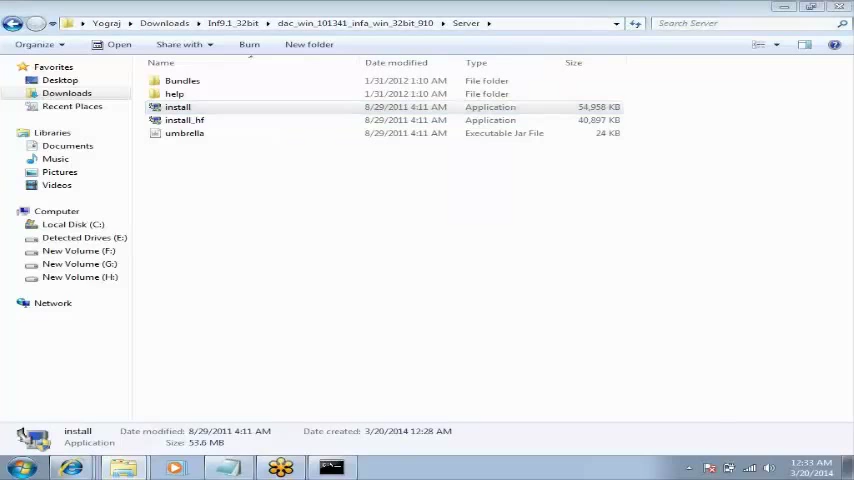 Yograj Downloads Inf9.1_32bit dac_win_101341_infa_win_32bit_910 Server Search Server
Organize Open Share with Burn New folder
Name Date modified Type Size
Favorites
Desktop
Downloads
Recent Places
Libraries
Documents
Music
Pictures
Videos
Computer
Local Disk (C:)
Detected Drives (E:)
New Volume (F:)
New Volume (G:)
New Volume (H:)
Network
Bundles 1/31/2012 1:10 AM File folder
help 1/31/2012 1:10 AM File folder
install 8/29/2011 4:11 AM Application 54,958 KB
install_hf 8/29/2011 4:11 AM Application 40,897 KB
umbrella 8/29/2011 4:11 AM Executable Jar File 24 KB
install Date modified: 8/29/2011 4:11 AM Date created: 3/20/2014 12:28 AM
Application Size: 53.6 MB
12:33 AM
3/20/2014